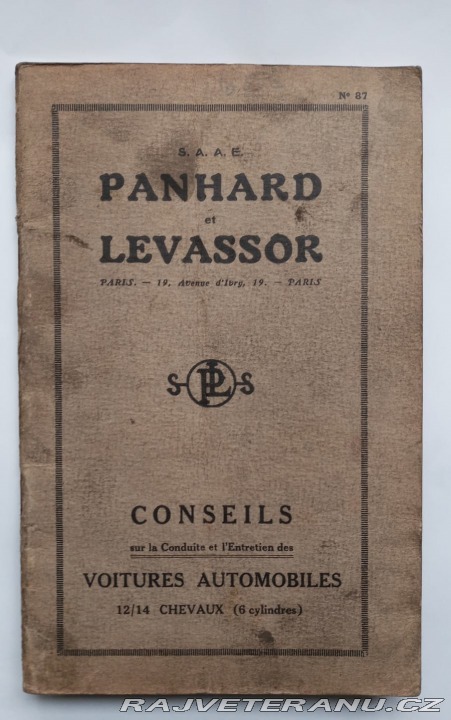 N° 87
S. A. A. E.
PANHARD
et
LEVASSOR
PARIS. — 19, Avenue d'Ivry, 19. — PARIS
S PL S
CONSEILS
sur la Conduite et l'Entretien des
VOITURES AUTOMOBILES
12/14 CHEVAUX (6 cylindres)
RAJVETERANU.CZ